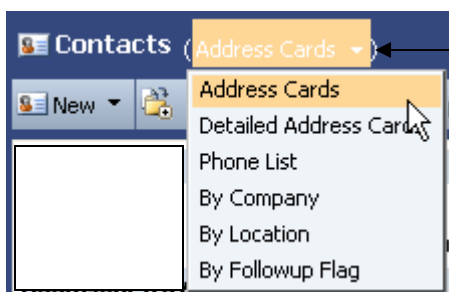 Contacts (Address Cards)
New
Address Cards
Detailed Address Cards
Phone List
By Company
By Location
By Followup Flag